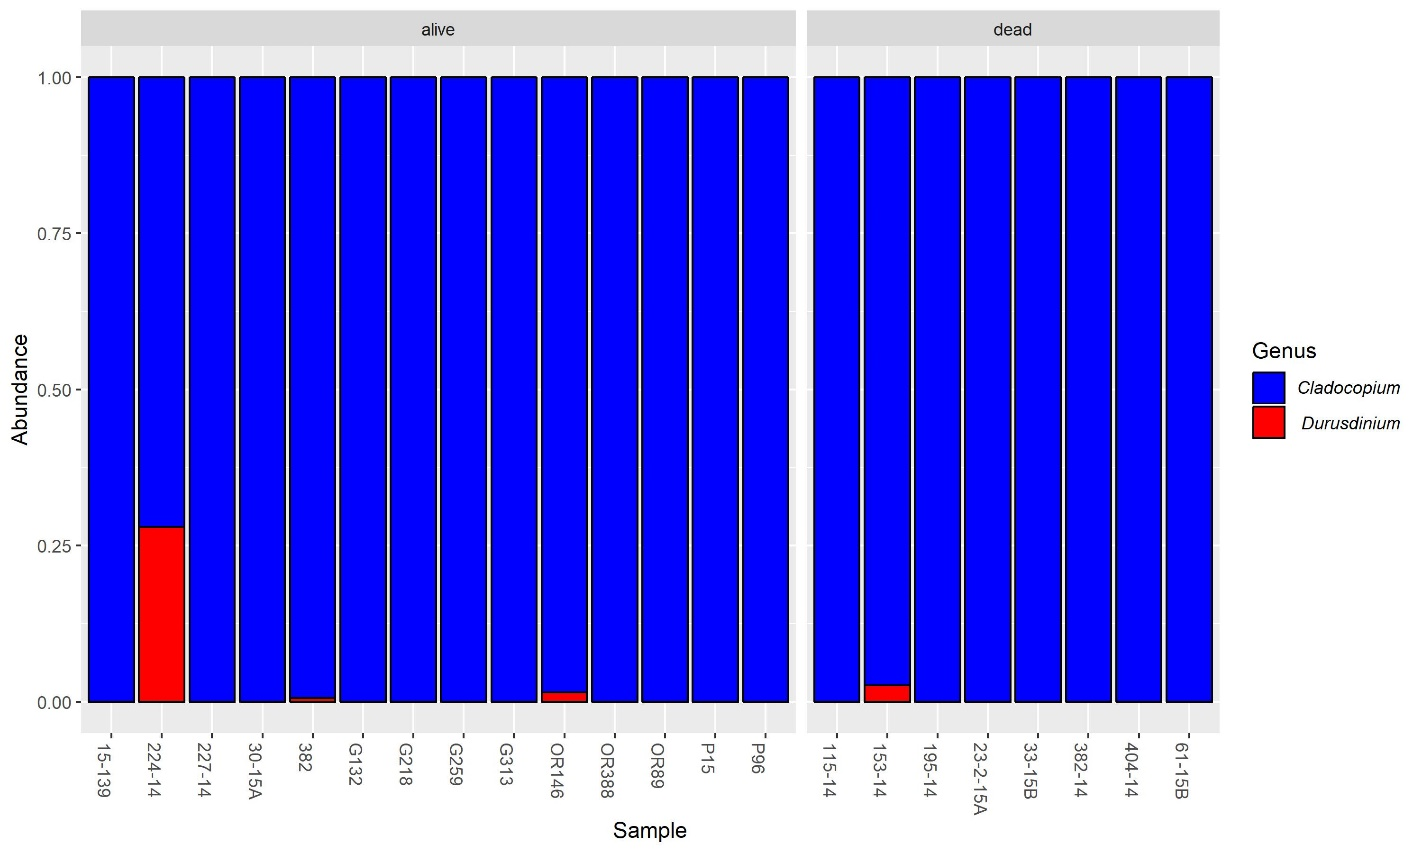 alive
dead
1.00
0.75
0.50
0.25
0.00
Abundance
15-139
224-14
227-14
30-15A
382
G132
G218
G259
G313
OR146
OR388
OR89
P15
P96
115-14
153-14
195-14
23-2-15A
33-15B
382-14
404-14
61-15B
Sample
Genus
Cladocopium
Durusdinium